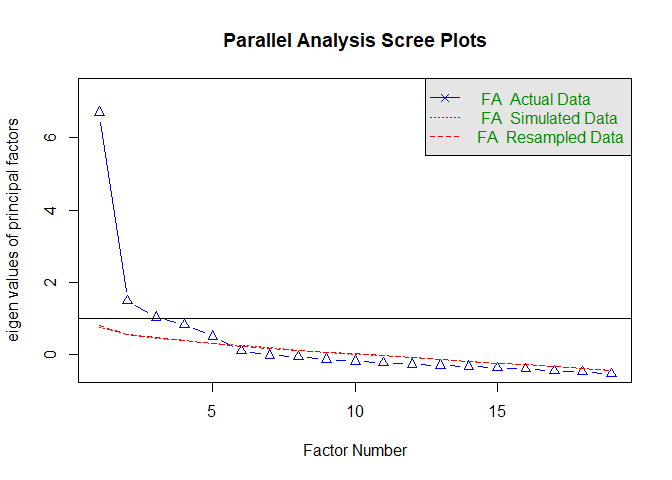 Parallel Analysis Scree Plots
FA Actual Data
FA Simulated Data
FA Resampled Data
eigen values of principal factors
6
4
2
0
5
10
15
Factor Number